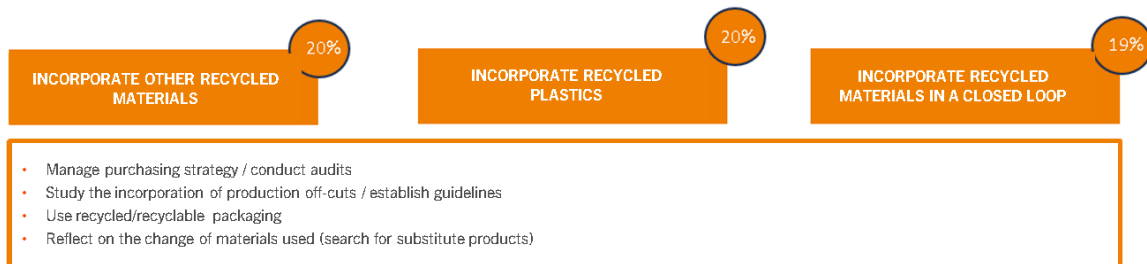 20%
INCORPORATE OTHER RECYCLED
MATERIALS
20%
INCORPORATE RECYCLED
PLASTICS
19%
INCORPORATE RECYCLED
MATERIALS IN A CLOSED LOOP
• Manage purchasing strategy / conduct audits
• Study the incorporation of production off-cuts / establish guidelines
• Use recycled/recyclable packaging
• Reflect on the change of materials used (search for substitute products)